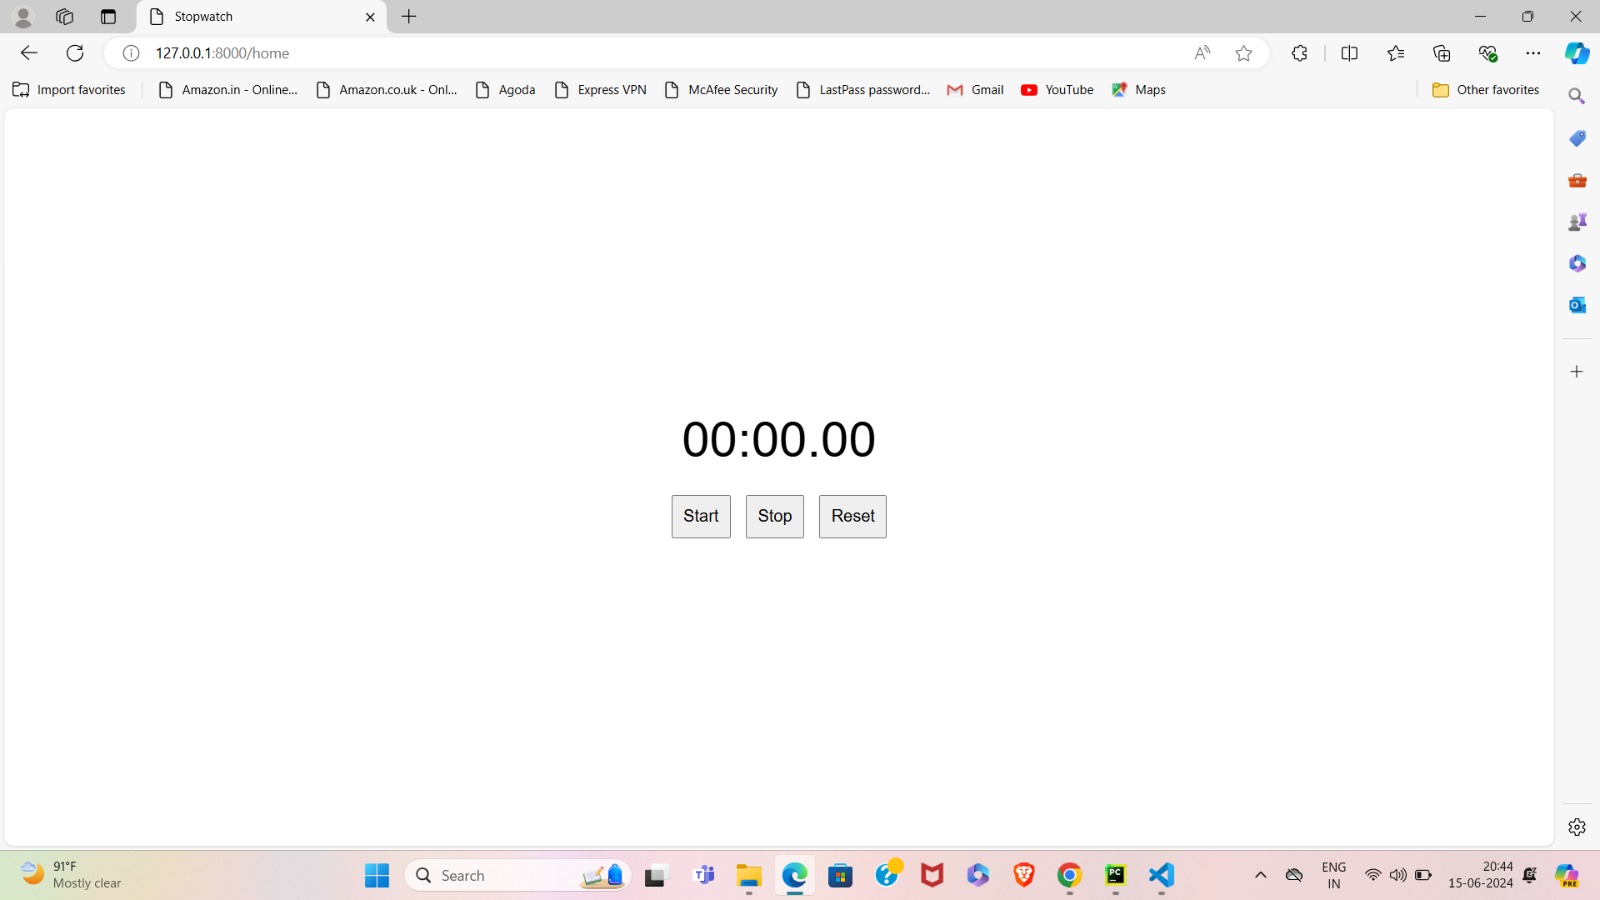 Stopwatch
127.0.0.1:8000/home
Import favorites Amazon.in - Online... Amazon.co.uk - Onl... Agoda Express VPN McAfee Security LastPass password... Gmail YouTube Maps Other favorites
00:00.00
Start Stop Reset
91°F
Mostly clear
Search
ENG
IN
20:44
15-06-2024